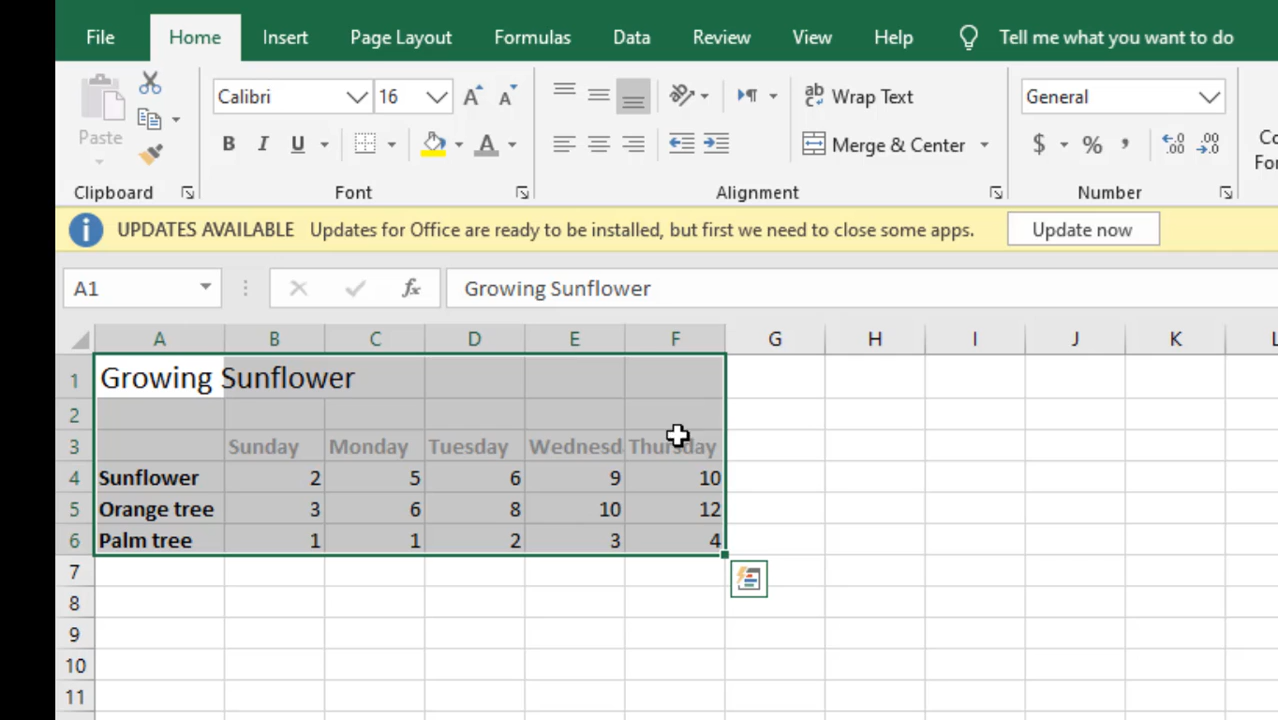 File Home Insert Page Layout Formulas Data Review View Help Tell me what you want to do
Calibri 16 Wrap Text General
Paste B I U A Merge & Center $ % , .00
Clipboard Font Alignment Number
UPDATES AVAILABLE Updates for Office are ready to be installed, but first we need to close some apps. Update now
A1 fx Growing Sunflower
A B C D E F G H I J K L
1 Growing Sunflower
2
3 Sunday Monday Tuesday Wednesd Thursday
4 Sunflower 2 5 6 9 10
5 Orange tree 3 6 8 10 12
6 Palm tree 1 1 2 3 4
7
8
9
10
11